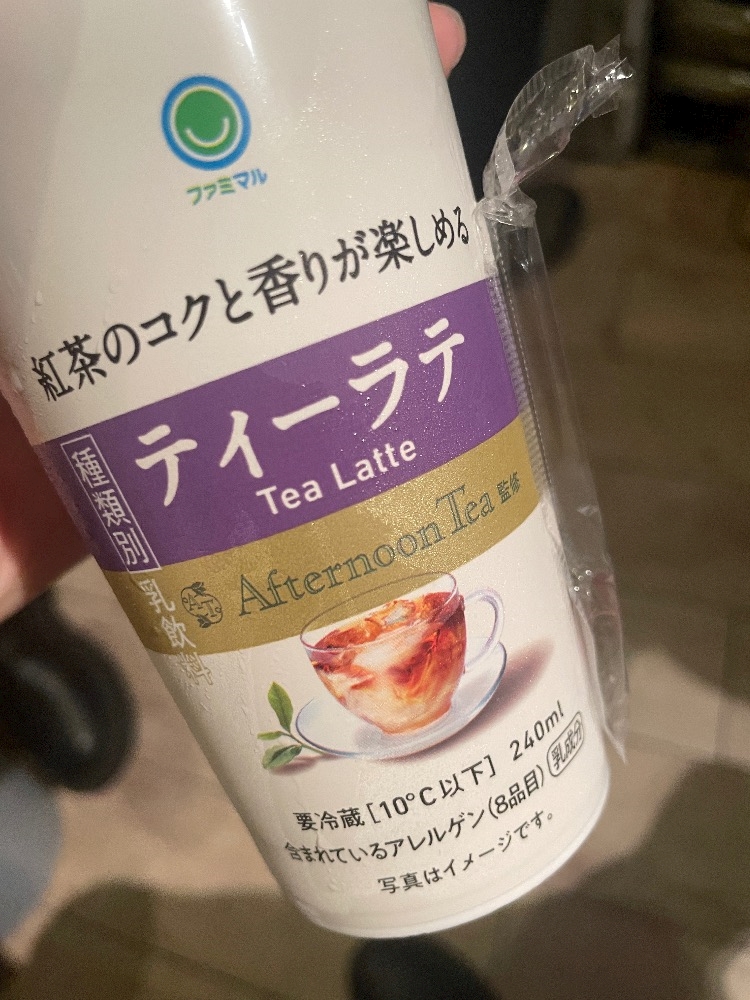 ファミマル
紅茶のコクと香りが楽しめる
ティーラテ
Tea Latte
種類別
乳飲料
Afternoon Tea 監修
要冷蔵[10°C以下] 240ml
含まれているアレルゲン(8品目) 乳成分
写真はイメージです。